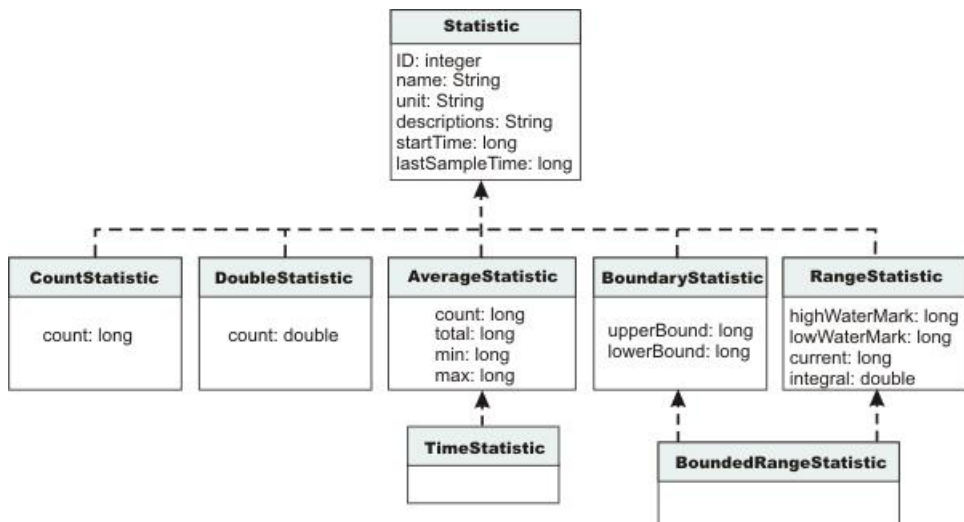 Statistic
ID: integer
name: String
unit: String
descriptions: String
startTime: long
lastSampleTime: long
CountStatistic
count: long
DoubleStatistic
count: double
AverageStatistic
count: long
total: long
min: long
max: long
BoundaryStatistic
upperBound: long
lowerBound: long
RangeStatistic
highWaterMark: long
lowWaterMark: long
current: long
integral: double
TimeStatistic
BoundedRangeStatistic